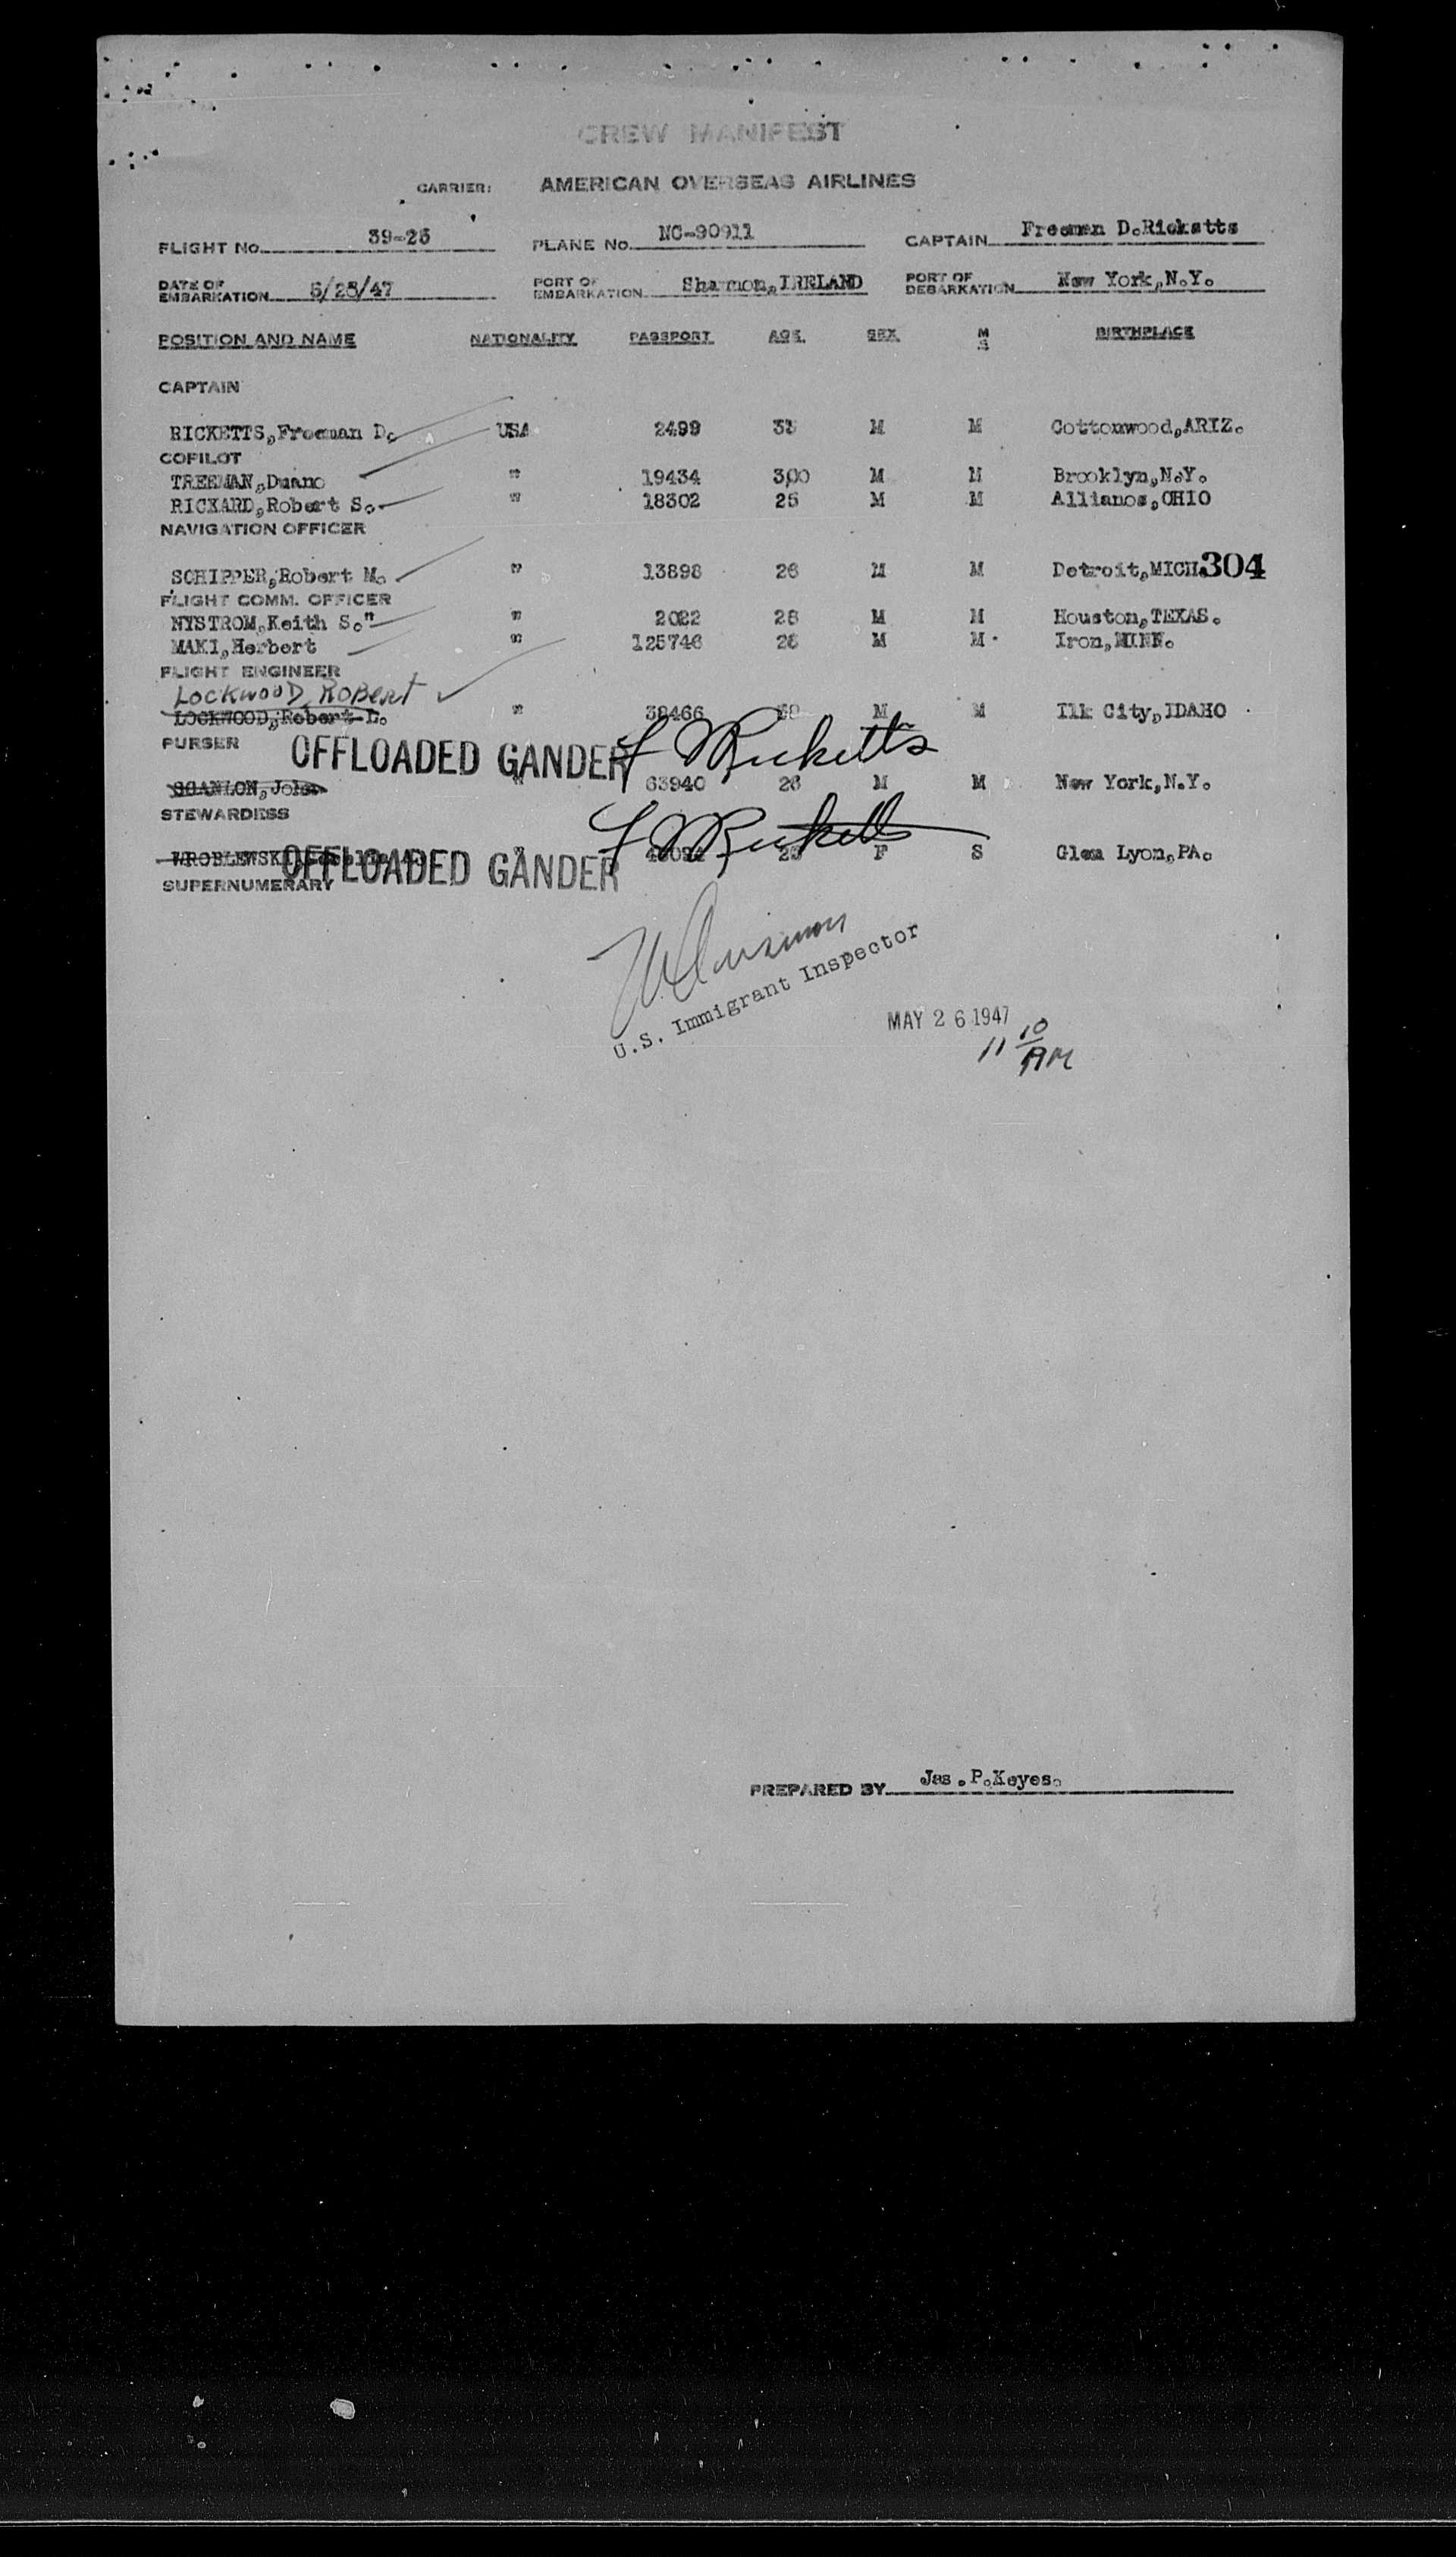 CREW MANIFEST
CARRIER: AMERICAN OVERSEAS AIRLINES
FLIGHT No. 39-25 PLANE No. NC-90911 CAPTAIN Freeman D.Ricketts
DATE OF EMBARKATION 5/25/47 PORT OF EMBARKATION Shannon,IRELAND PORT OF DEBARKATION New York,N.Y.
POSITION AND NAME NATIONALITY PASSPORT AGE SEX M S BIRTHPLACE
CAPTAIN
RICKETTS,Freeman D. USA 2499 M M Cottonwood,ARIZ.
COPILOT
TREEMAN,Duane " 19434 30 M M Brooklyn,N.Y.
RICKARD,Robert S. " 18302 25 M M Alliance,OHIO
NAVIGATION OFFICER
SCHIPPER,Robert M. " 13898 26 M M Detroit,MICH. 304
FLIGHT COMM. OFFICER
NYSTROM,Keith S." " 2022 28 M M Houston,TEXAS.
MAKI,Herbert " 125746 26 M M Iron,MINN.
FLIGHT ENGINEER
LOCKWOOD, ROBERT
LOCKWOOD,Robert L. " 38466 M M Ilk City,IDAHO
PURSER OFFLOADED GANDER F Ricketts
SCANLON,John " 63940 26 M M New York,N.Y.
STEWARDESS F Ricketts
WROBLEWSKI OFFLOADED GANDER F S Glen Lyon,PA.
SUPERNUMERARY
U.S. Immigrant Inspector
MAY 26 1947
11 10 AM
PREPARED BY Jas. P.Keyes.